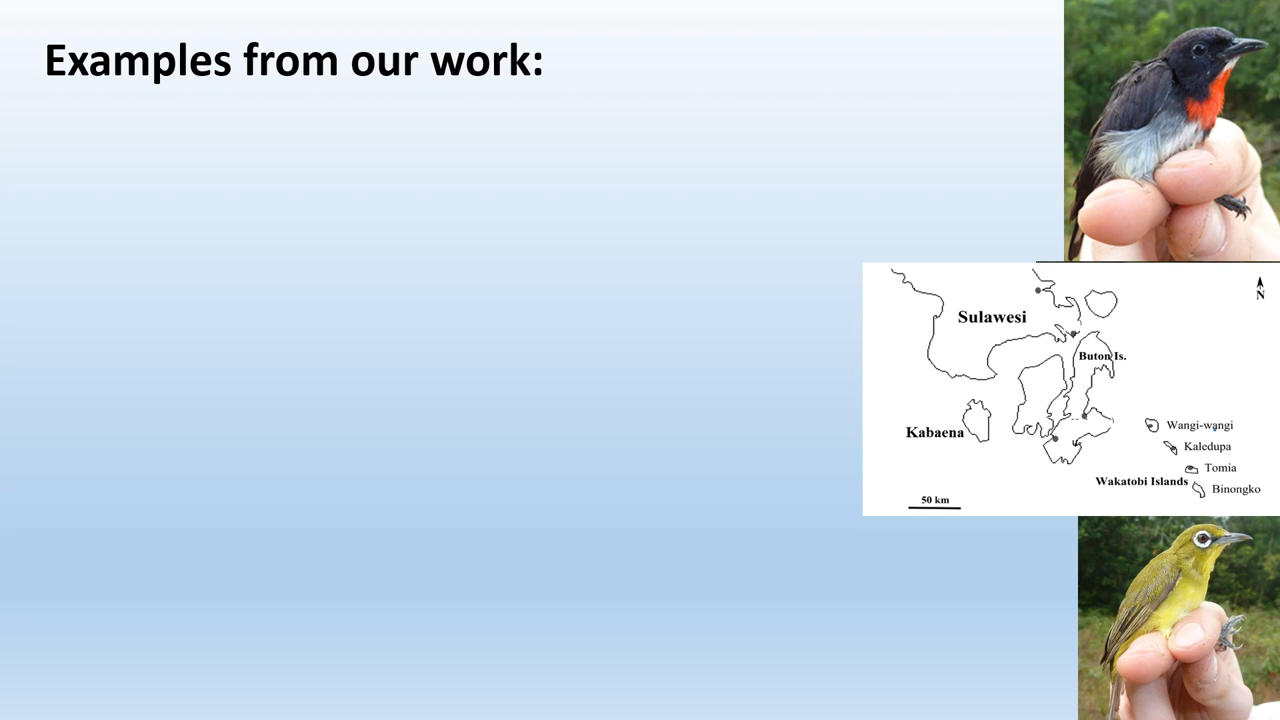 Examples from our work:
N
Sulawesi
Buton Is.
Kabaena
Wangi-wangi
Kaledupa
Tomia
Wakatobi Islands
Binongko
50 km